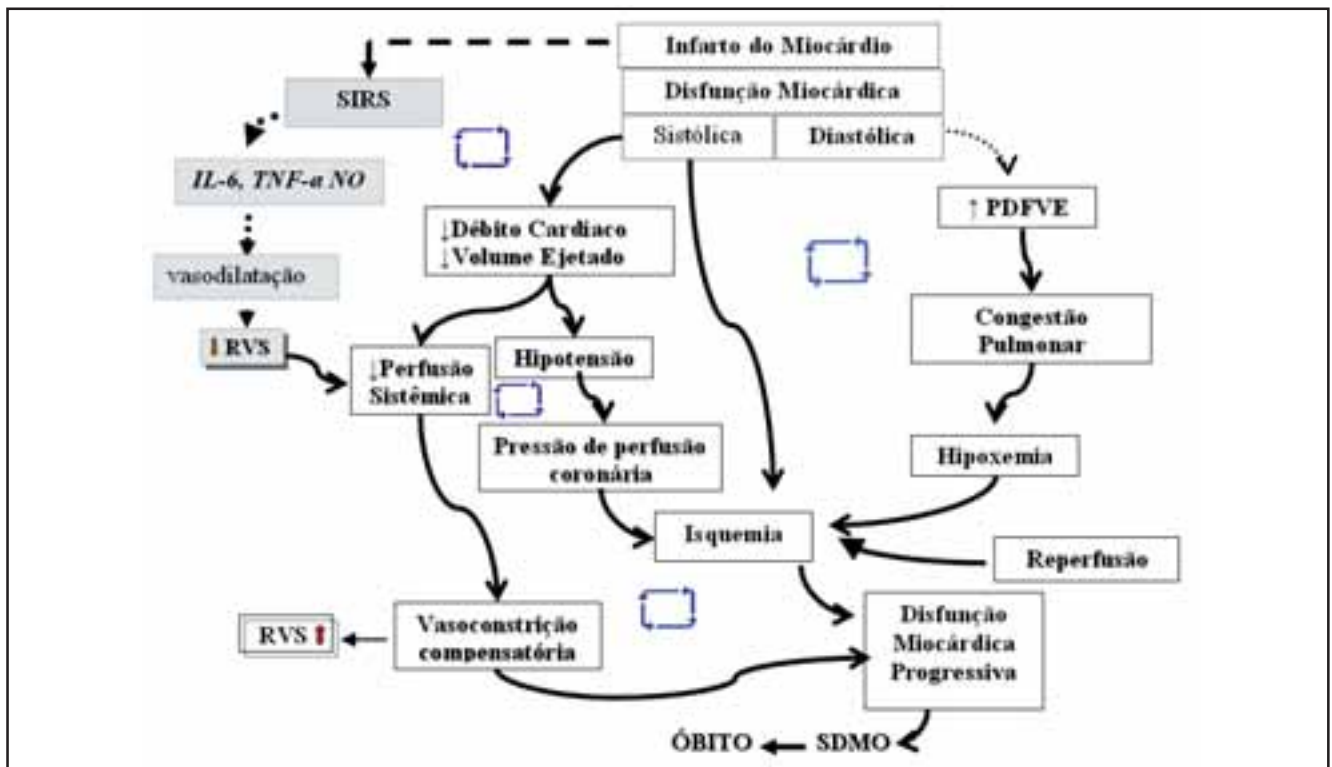 Infarto do Miocárdio
Disfunção Miocárdica
Sistólica
Diastólica
SIRS
IL-6, TNF-α NO
vasodilatação
↓ RVS
↓Débito Cardíaco
↓Volume Ejetado
↑ PDFVE
Congestão
Pulmonar
↓Perfusão
Sistêmica
Hipotensão
Pressão de perfusão
coronária
Hipoxemia
Isquemia
Reperfusão
RVS ↑
Vasoconstrição
compensatória
Disfunção
Miocárdica
Progressiva
ÓBITO
SDMO